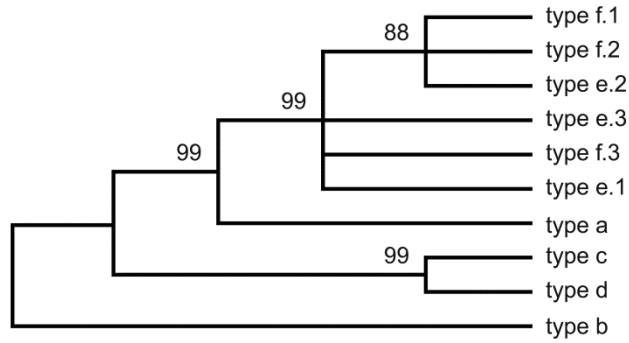 type f.1
88
type f.2
type e.2
99
type e.3
99
type f.3
type e.1
type a
99
type c
type d
type b